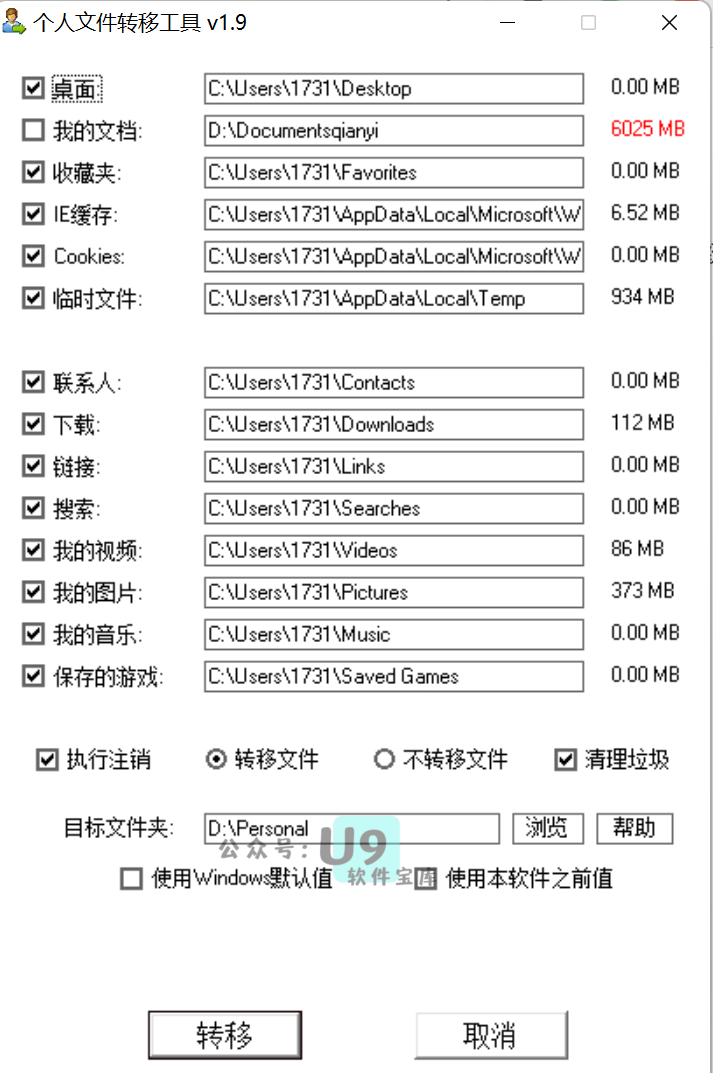 个人文件转移工具 v1.9
桌面: C:\Users\1731\Desktop 0.00 MB
我的文档: D:\Documentsqianyi 6025 MB
收藏夹: C:\Users\1731\Favorites 0.00 MB
IE缓存: C:\Users\1731\AppData\Local\Microsoft\W 6.52 MB
Cookies: C:\Users\1731\AppData\Local\Microsoft\W 0.00 MB
临时文件: C:\Users\1731\AppData\Local\Temp 934 MB
联系人: C:\Users\1731\Contacts 0.00 MB
下载: C:\Users\1731\Downloads 112 MB
链接: C:\Users\1731\Links 0.00 MB
搜索: C:\Users\1731\Searches 0.00 MB
我的视频: C:\Users\1731\Videos 86 MB
我的图片: C:\Users\1731\Pictures 373 MB
我的音乐: C:\Users\1731\Music 0.00 MB
保存的游戏: C:\Users\1731\Saved Games 0.00 MB
执行注销 转移文件 不转移文件 清理垃圾
目标文件夹: D:\Personal 浏览 帮助
公众号: U9
软件宝库
使用Windows默认值 使用本软件之前值
转移 取消